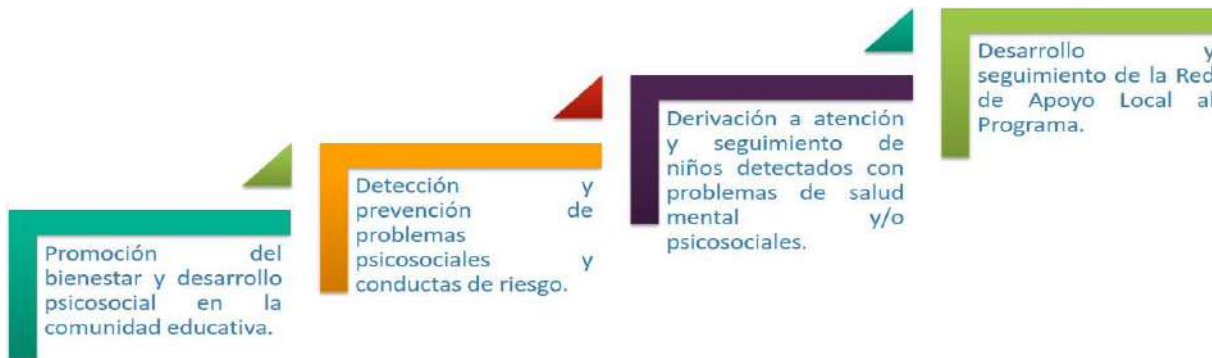 Promoción del
bienestar y desarrollo
psicosocial en la
comunidad educativa.
Detección y
prevención de
problemas
psicosociales y
conductas de riesgo.
Derivación a atención
y seguimiento de
niños detectados con
problemas de salud
mental y/o
psicosociales.
Desarrollo y
seguimiento de la Red
de Apoyo Local al
Programa.